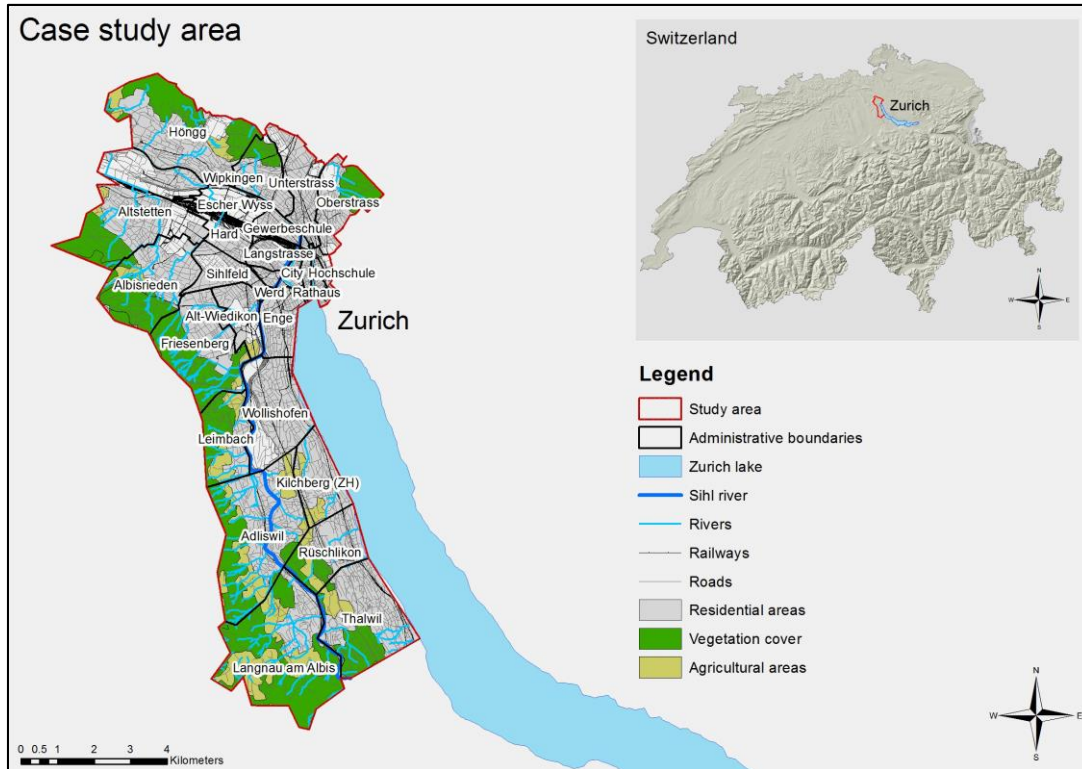 Case study area
Switzerland
Zurich
N
W E
S
Höngg
Wipkingen
Unterstrass
Escher Wyss
Oberstrass
Altstetten
Hard
Gewerbeschule
Langstrasse
Sihlfeld
City
Hochschule
Albisrieden
Werd
Rathaus
Alt-Wiedikon
Enge
Zurich
Friesenberg
Wollishofen
Leimbach
Kilchberg (ZH)
Adliswil
Rüschlikon
Thalwil
Langnau am Albis
Legend
Study area
Administrative boundaries
Zurich lake
Sihl river
Rivers
Railways
Roads
Residential areas
Vegetation cover
Agricultural areas
N
W E
S
0 0.5 1 2 3 4
Kilometers